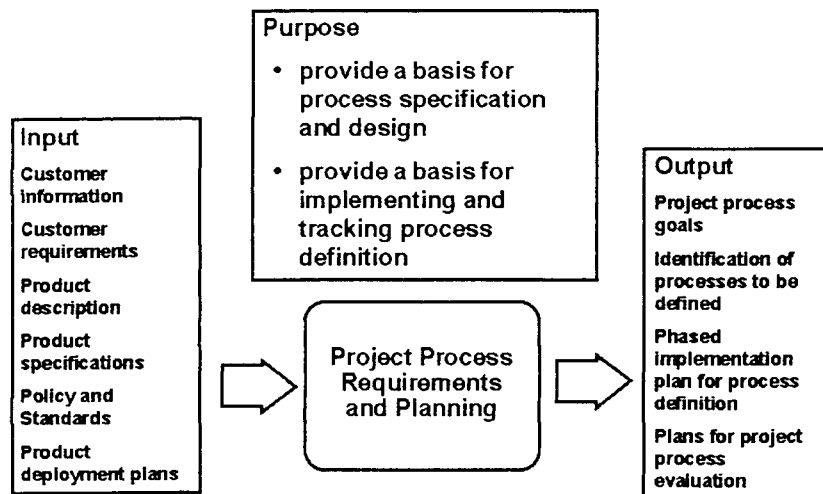 Purpose
• provide a basis for
process specification
and design
• provide a basis for
implementing and
tracking process
definition
Input
Customer
information
Customer
requirements
Product
description
Product
specifications
Policy and
Standards
Product
deployment plans
Project Process
Requirements
and Planning
Output
Project process
goals
Identification of
processes to be
defined
Phased
implementation
plan for process
definition
Plans for project
process
evaluation